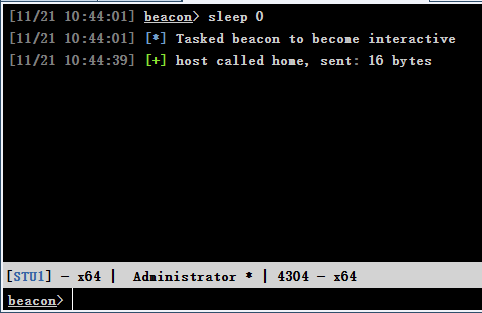 [11/21 10:44:01] beacon> sleep 0
[11/21 10:44:01] [*] Tasked beacon to become interactive
[11/21 10:44:39] [+] host called home, sent: 16 bytes
[STU1] - x64 | Administrator * | 4304 - x64
beacon>